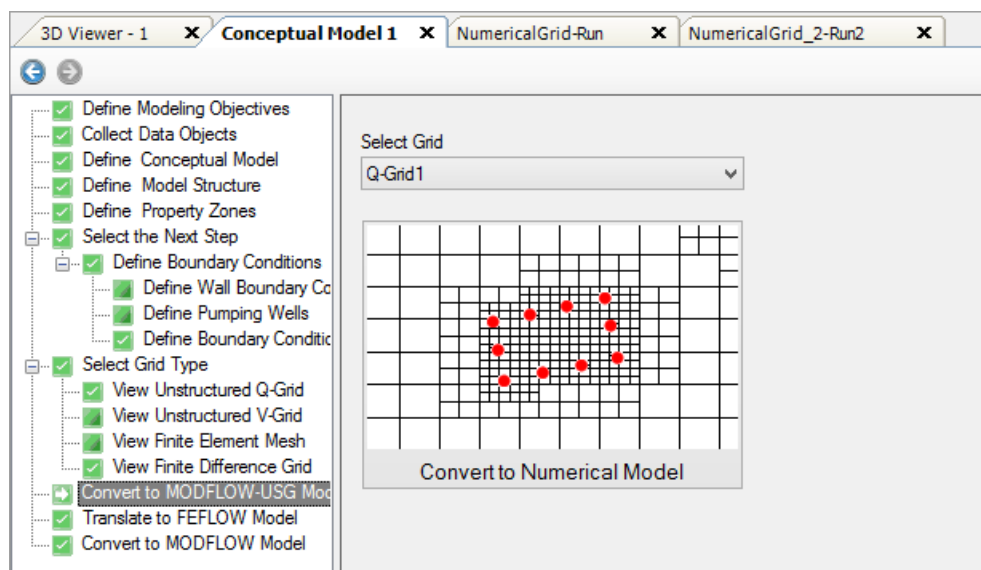 3D Viewer - 1
Conceptual Model 1
NumericalGrid-Run
NumericalGrid_2-Run2
Define Modeling Objectives
Collect Data Objects
Define Conceptual Model
Define Model Structure
Define Property Zones
Select the Next Step
Define Boundary Conditions
Define Wall Boundary Co
Define Pumping Wells
Define Boundary Conditic
Select Grid Type
View Unstructured Q-Grid
View Unstructured V-Grid
View Finite Element Mesh
View Finite Difference Grid
Convert to MODFLOW-USG Mod
Translate to FEFLOW Model
Convert to MODFLOW Model
Select Grid
Q-Grid1
Convert to Numerical Model